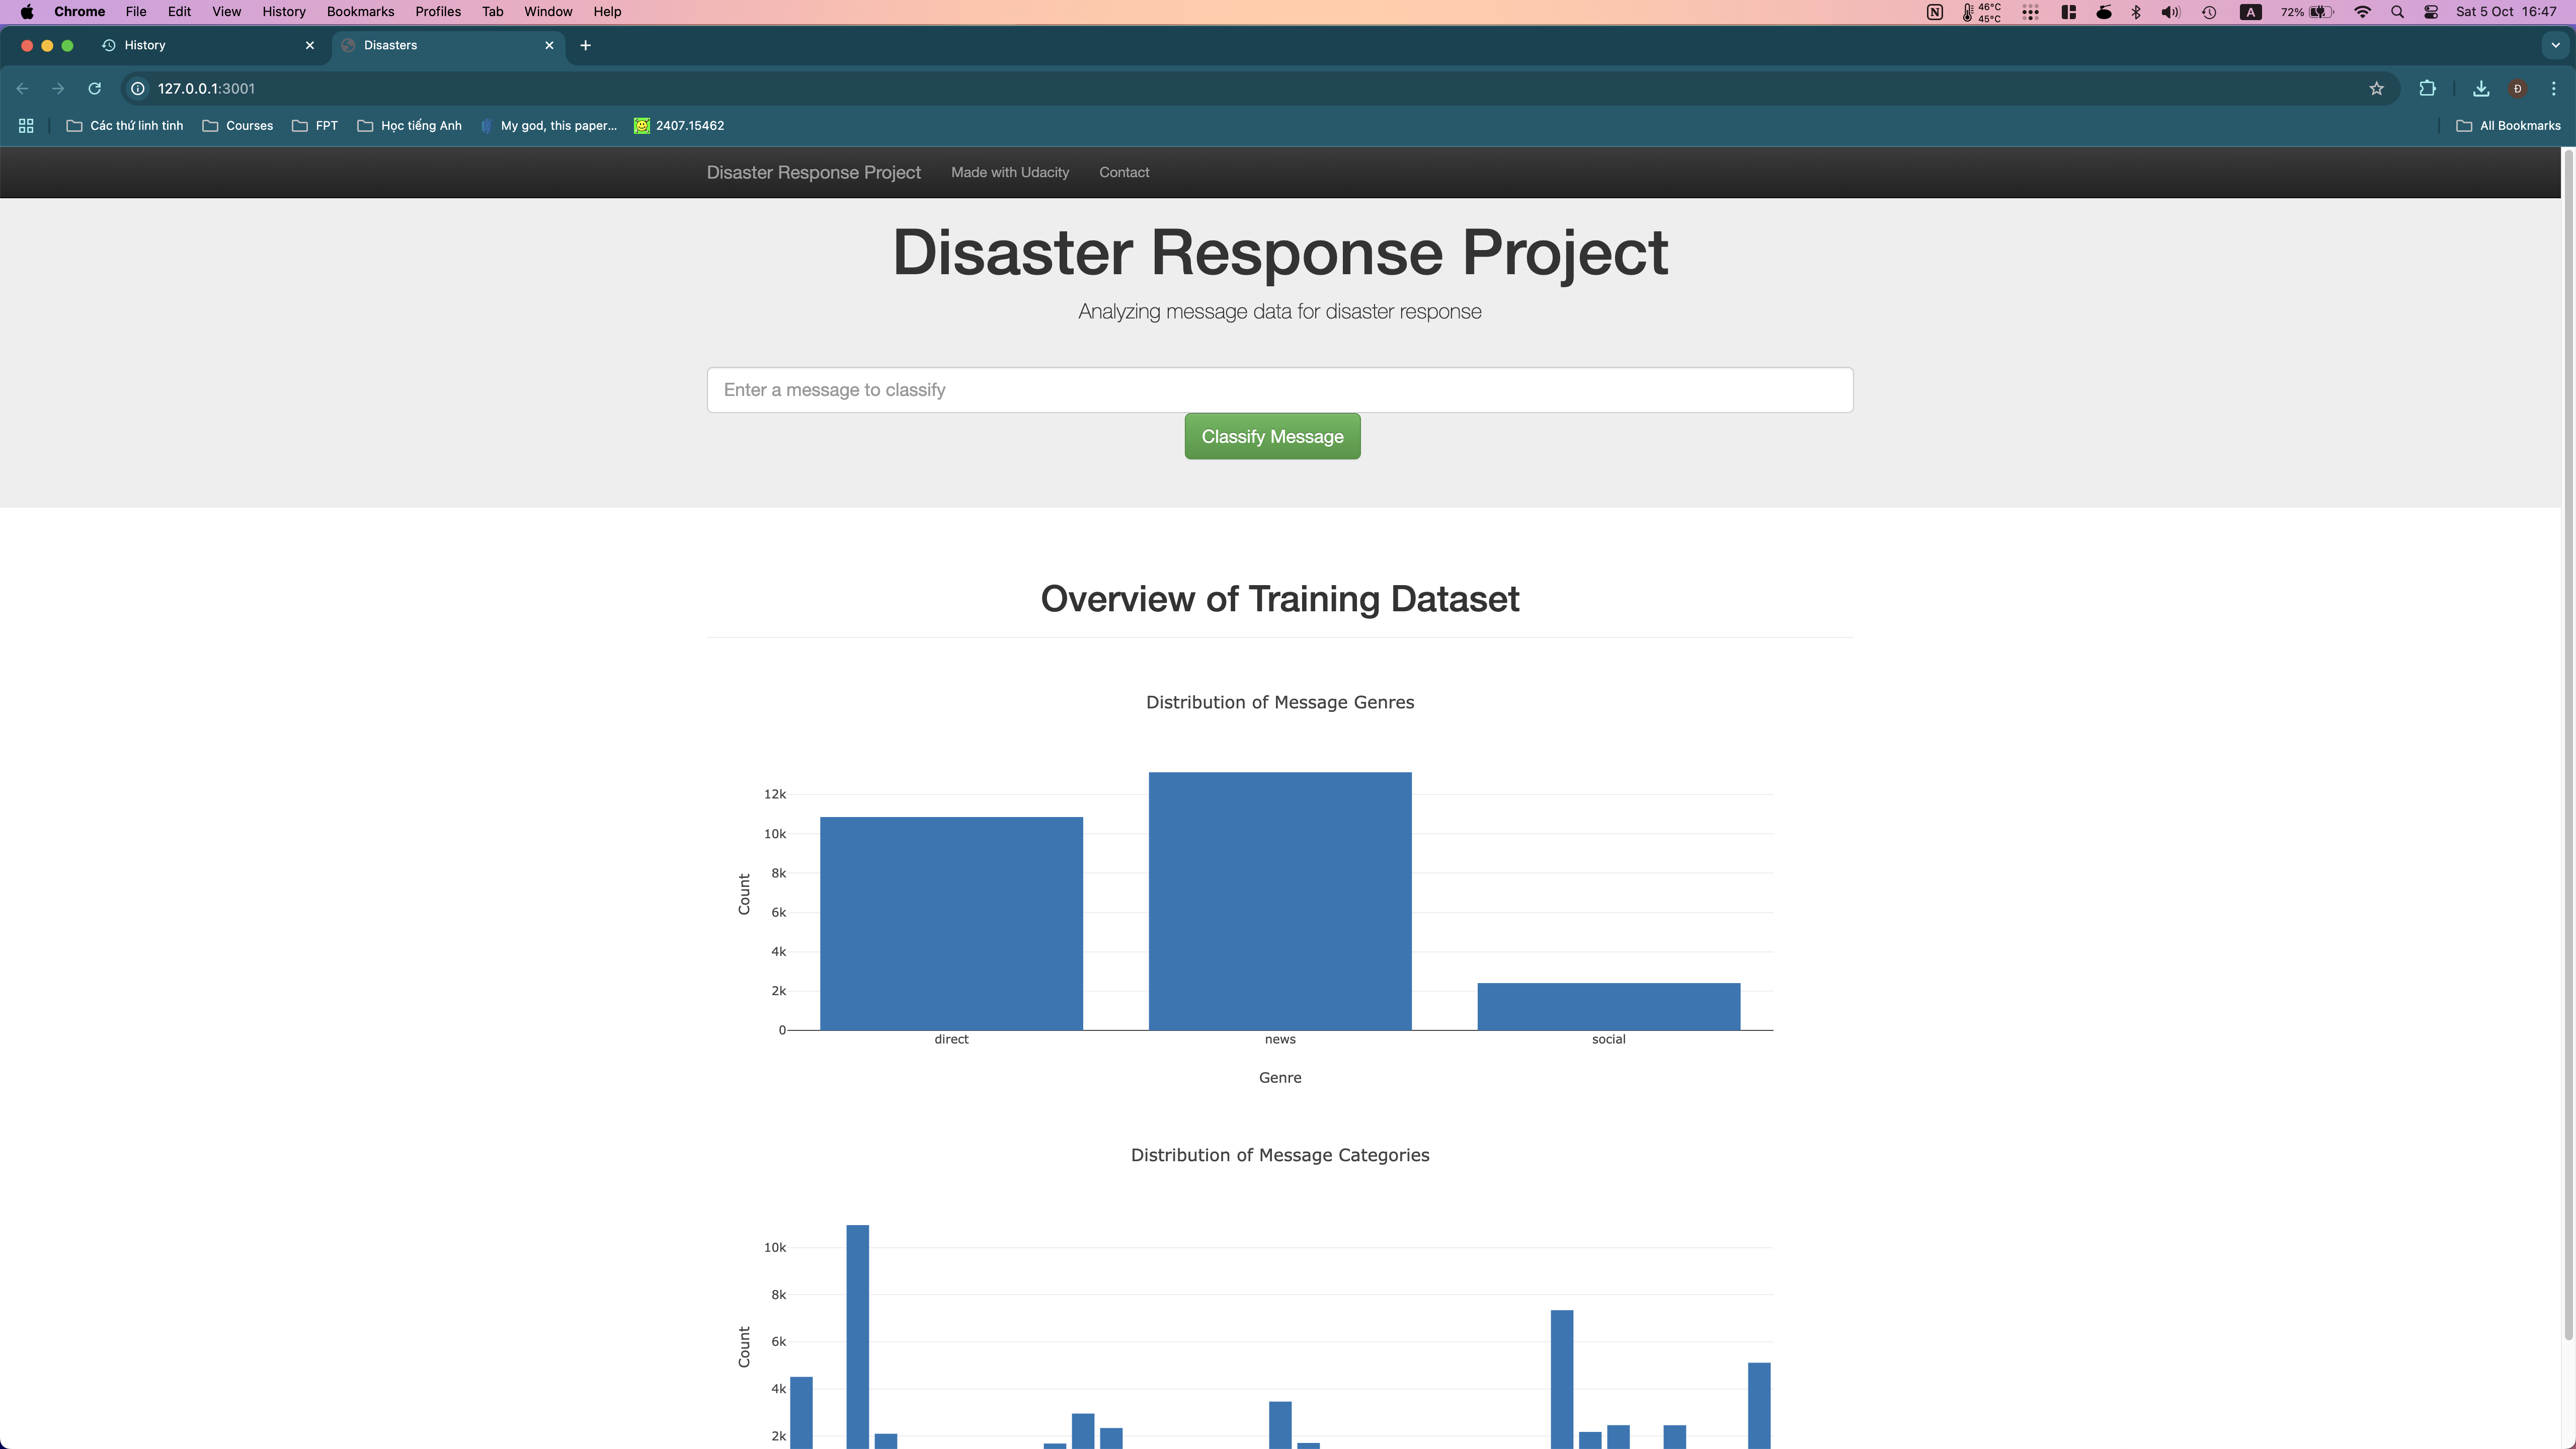 Chrome File Edit View History Bookmarks Profiles Tab Window Help N 46°C 45°C A 72% Sat 5 Oct 16:47
History Disasters
127.0.0.1:3001 Đ
Các thứ linh tinh Courses FPT Học tiếng Anh My god, this paper... 2407.15462 All Bookmarks
Disaster Response Project Made with Udacity Contact
Disaster Response Project
Analyzing message data for disaster response
Enter a message to classify
Classify Message
Overview of Training Dataset
Distribution of Message Genres
12k
10k
8k
6k
4k
2k
0
Count
direct news social
Genre
Distribution of Message Categories
10k
8k
6k
4k
2k
Count